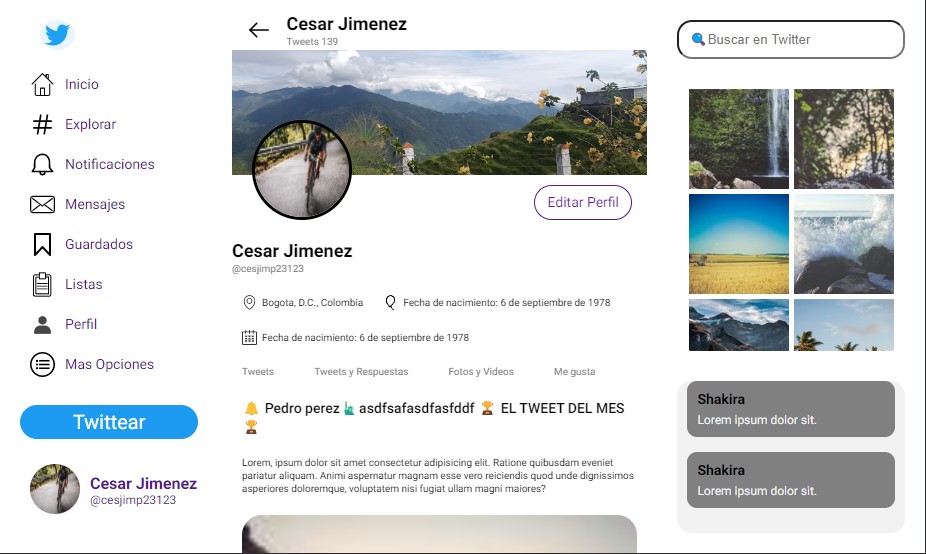 Inicio
Explorar
Notificaciones
Mensajes
Guardados
Listas
Perfil
Mas Opciones
Twittear
Cesar Jimenez
@cesjimp23123
Cesar Jimenez
Tweets 139
Editar Perfil
Cesar Jimenez
@cesjimp23123
Bogota, D.C., Colombia
Fecha de nacimiento: 6 de septiembre de 1978
Fecha de nacimiento: 6 de septiembre de 1978
Tweets
Tweets y Respuestas
Fotos y Videos
Me gusta
🔔 Pedro perez🗽 asdfsafasdfasfddf 🏆 EL TWEET DEL MES
🏆
Lorem, ipsum dolor sit amet consectetur adipisicing elit. Ratione quibusdam eveniet
pariatur aliquam. Animi aspernatur magnam esse vero reiciendis quod unde dignissimos
asperiores doloremque, voluptatem nisi fugiat ullam magni maiores?
🔍Buscar en Twitter
Shakira
Lorem ipsum dolor sit.
Shakira
Lorem ipsum dolor sit.